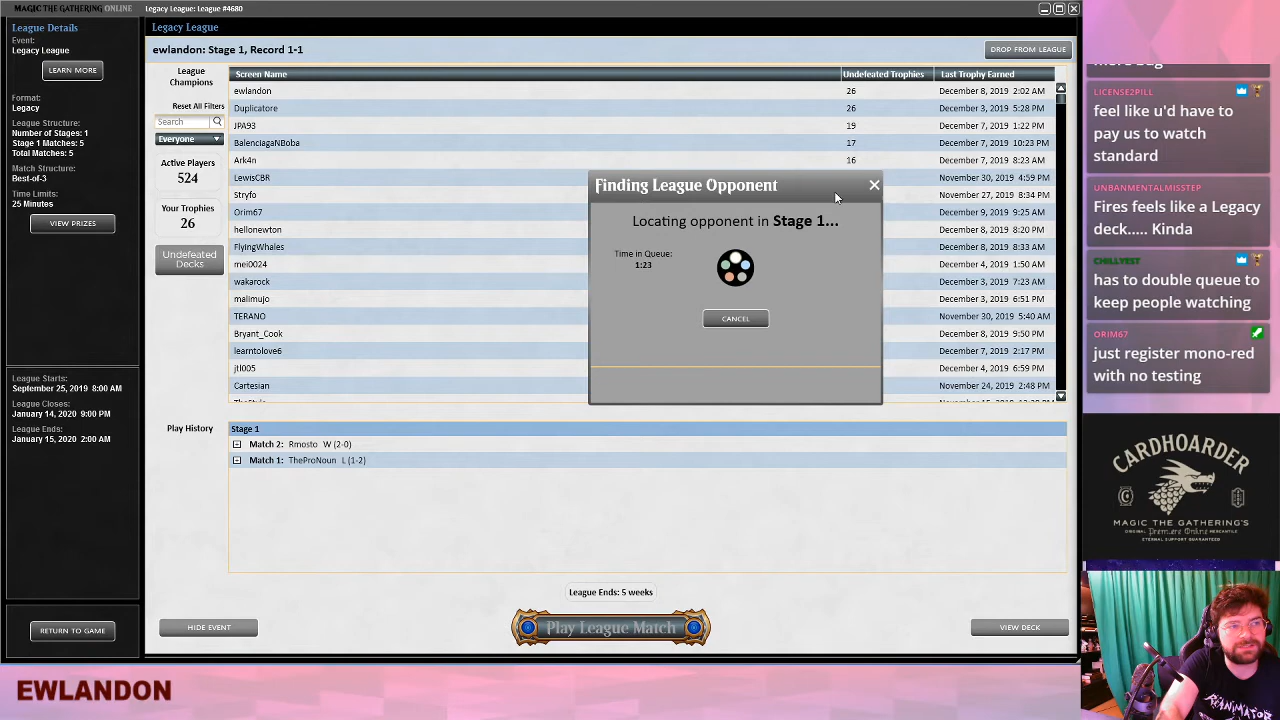 MAGIC THE GATHERING ONLINE
Legacy League: League #4680
League Details
Event:
Legacy League
LEARN MORE
Format:
Legacy
League Structure:
Number of Stages: 1
Stage 1 Matches: 5
Total Matches: 5
Match Structure:
Best-of-3
Time Limits:
25 Minutes
VIEW PRIZES
League Starts:
September 25, 2019 8:00 AM
League Closes:
January 14, 2020 9:00 PM
League Ends:
January 15, 2020 2:00 AM
RETURN TO GAME
Legacy League
ewlandon: Stage 1, Record 1-1
DROP FROM LEAGUE
League
Champions
Reset All Filters
Search
Everyone
Active Players
524
Your Trophies
26
Undefeated
Decks
Screen Name Undefeated Trophies Last Trophy Earned
ewlandon 26 December 8, 2019 2:02 AM
Duplicatore 26 December 3, 2019 5:28 PM
JPA93 19 December 7, 2019 1:22 PM
BalenciagaNBoba 17 December 7, 2019 10:23 PM
Ark4n 16 December 7, 2019 8:23 AM
LewisCBR November 30, 2019 4:59 PM
Stryfo November 27, 2019 8:34 PM
Orim67 December 9, 2019 9:25 AM
hellonewton December 8, 2019 8:20 PM
FlyingWhales December 8, 2019 8:33 AM
mei0024 December 4, 2019 1:50 AM
wakarock December 3, 2019 7:23 AM
malimujo December 3, 2019 6:51 PM
TERANO November 30, 2019 5:40 AM
Bryant_Cook December 8, 2019 9:50 PM
learntolove6 December 7, 2019 2:17 PM
jtl005 December 4, 2019 6:59 PM
Cartesian November 24, 2019 2:48 PM
Finding League Opponent
Locating opponent in Stage 1...
Time in Queue:
1:23
CANCEL
Play History
Stage 1
Match 2: Rmosto W (2-0)
Match 1: TheProNoun L (1-2)
League Ends: 5 weeks
HIDE EVENT
Play League Match
VIEW DECK
LICENSE2PILL
feel like u'd have to
pay us to watch
standard
UNBANMENTALMISSTEP
Fires feels like a Legacy
deck..... Kinda
CHILLYEST
has to double queue to
keep people watching
ORIM67
just register mono-red
with no testing
CARDHOARDER
MAGIC THE GATHERING'S
ORIGINAL Premiere Online MERCANTILE
ETERNAL SUPPORT GUARANTEED
EWLANDON